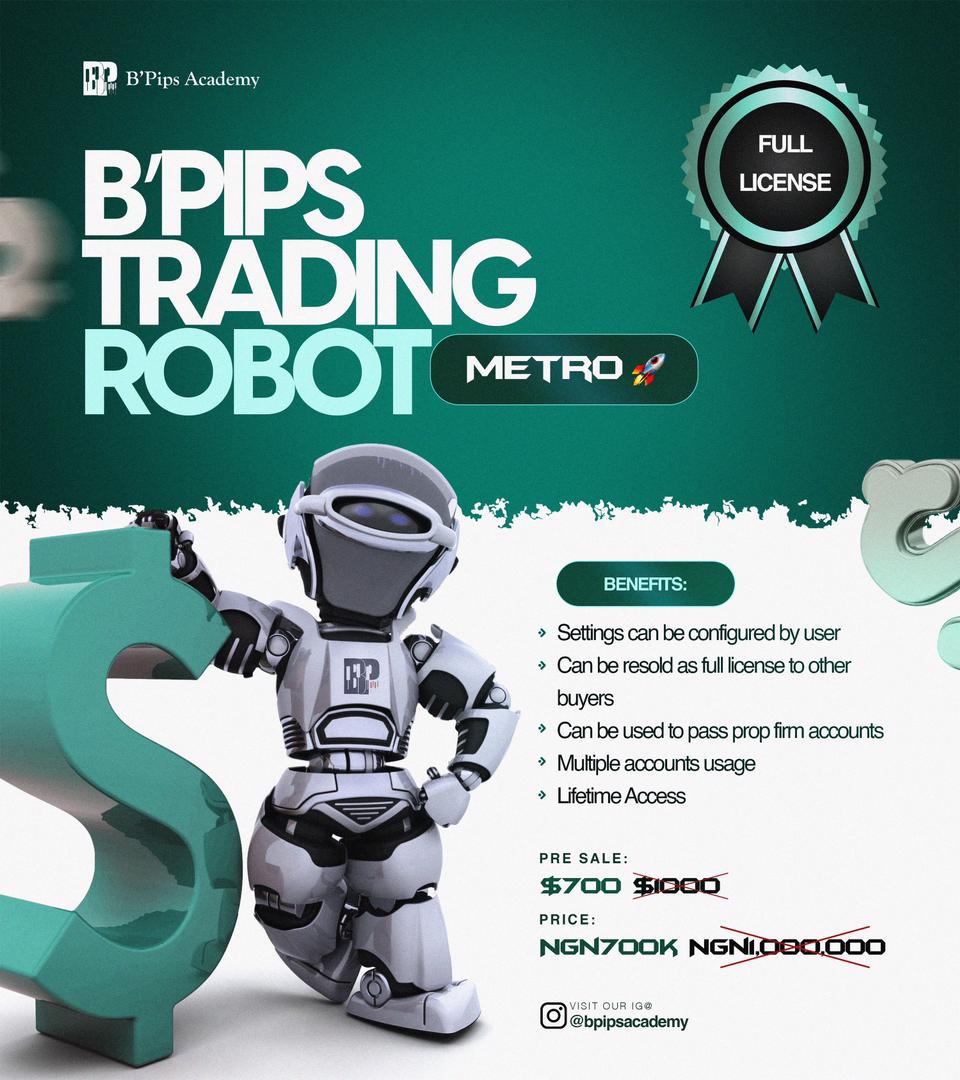 B'Pips Academy
FULL
LICENSE
B'PIPS
TRADING
ROBOT
METRO 🚀
BENEFITS:
Settings can be configured by user
Can be resold as full license to other
buyers
Can be used to pass prop firm accounts
Multiple accounts usage
Lifetime Access
PRE SALE:
$700 $1000
PRICE:
NGN700K NGN1,000,000
VISIT OUR IG@
@bpipsacademy